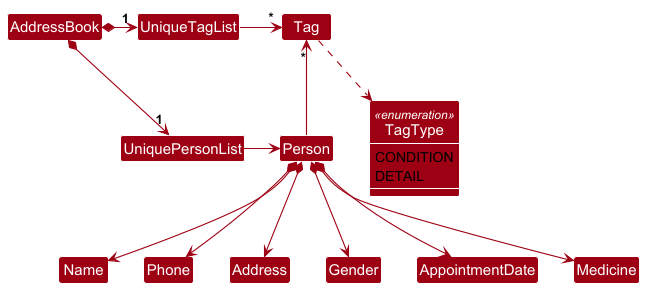 AddressBook 1 UniqueTagList * Tag
*
«enumeration»
TagType
CONDITION
DETAIL
1
UniquePersonList Person
Name Phone Address Gender AppointmentDate Medicine